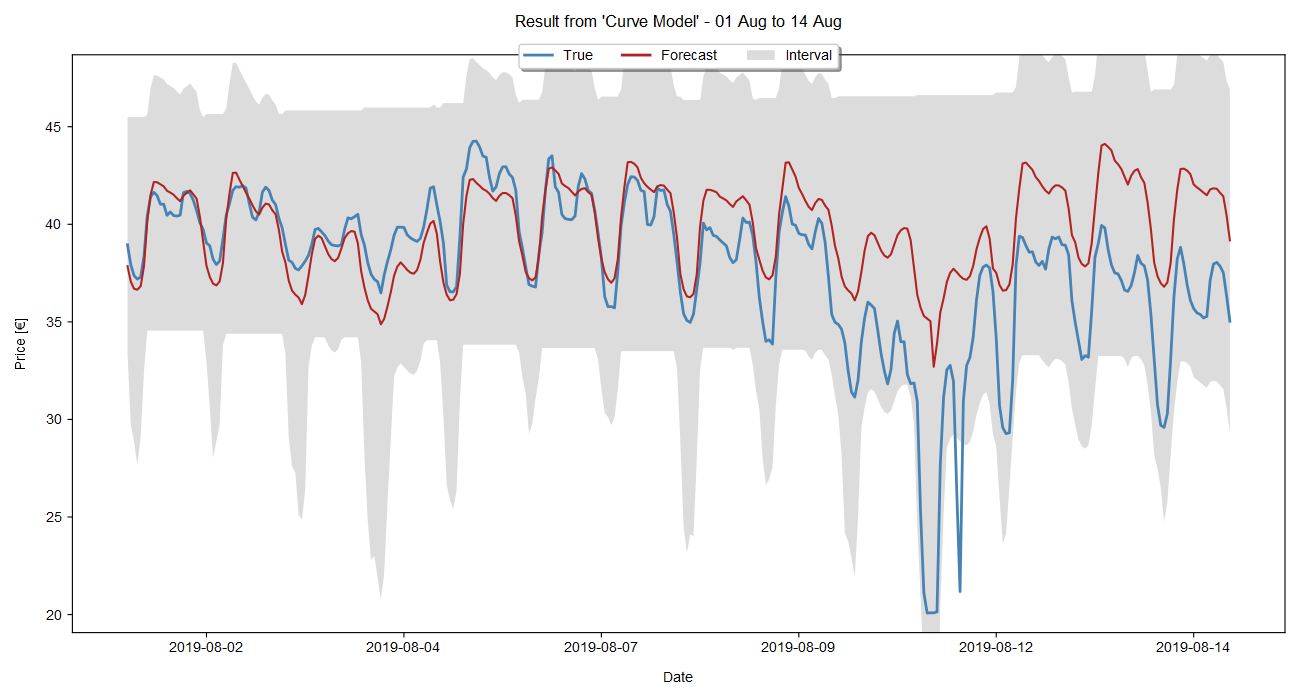 Result from 'Curve Model' - 01 Aug to 14 Aug
True Forecast Interval
45
40
35
30
25
20
Price [€]
2019-08-02 2019-08-04 2019-08-07 2019-08-09 2019-08-12 2019-08-14
Date